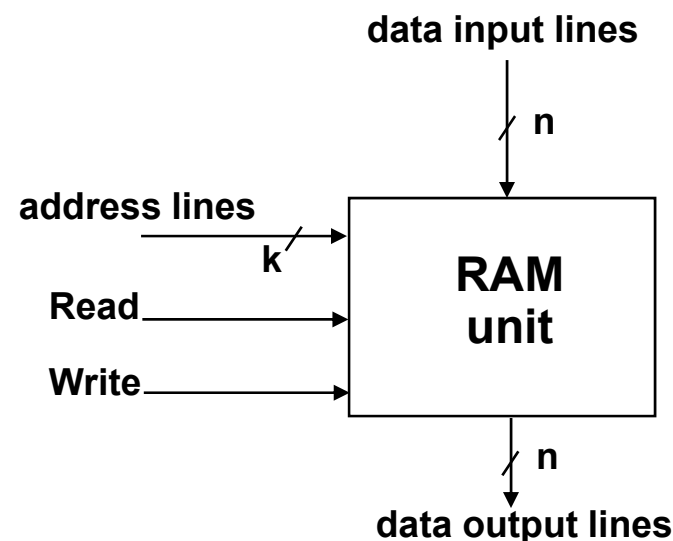 data input lines
n
address lines
k
RAM
unit
Read
Write
n
data output lines